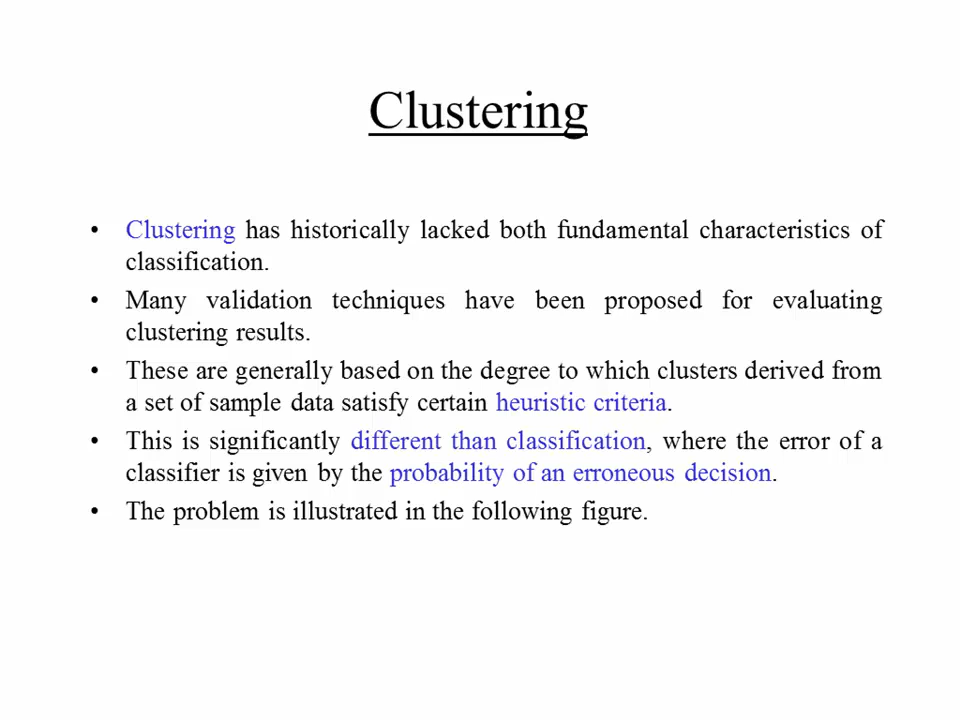 Clustering
• Clustering has historically lacked both fundamental characteristics of
classification.
• Many validation techniques have been proposed for evaluating
clustering results.
• These are generally based on the degree to which clusters derived from
a set of sample data satisfy certain heuristic criteria.
• This is significantly different than classification, where the error of a
classifier is given by the probability of an erroneous decision.
• The problem is illustrated in the following figure.